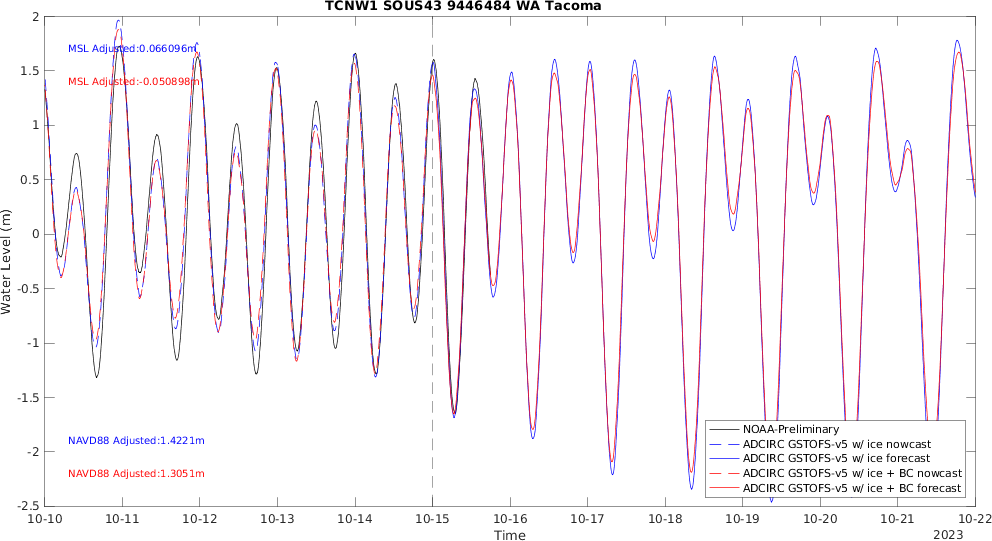 TCNW1 SOUS43 9446484 WA Tacoma
2
1.5
1
0.5
0
-0.5
-1
-1.5
-2
-2.5
Water Level (m)
MSL Adjusted:0.066096m
MSL Adjusted:-0.050898m
NAVD88 Adjusted:1.4221m
NAVD88 Adjusted:1.3051m
NOAA-Preliminary
ADCIRC GSTOFS-v5 w/ ice nowcast
ADCIRC GSTOFS-v5 w/ ice forecast
ADCIRC GSTOFS-v5 w/ ice + BC nowcast
ADCIRC GSTOFS-v5 w/ ice + BC forecast
10-10 10-11 10-12 10-13 10-14 10-15 10-16 10-17 10-18 10-19 10-20 10-21 10-22
Time
2023